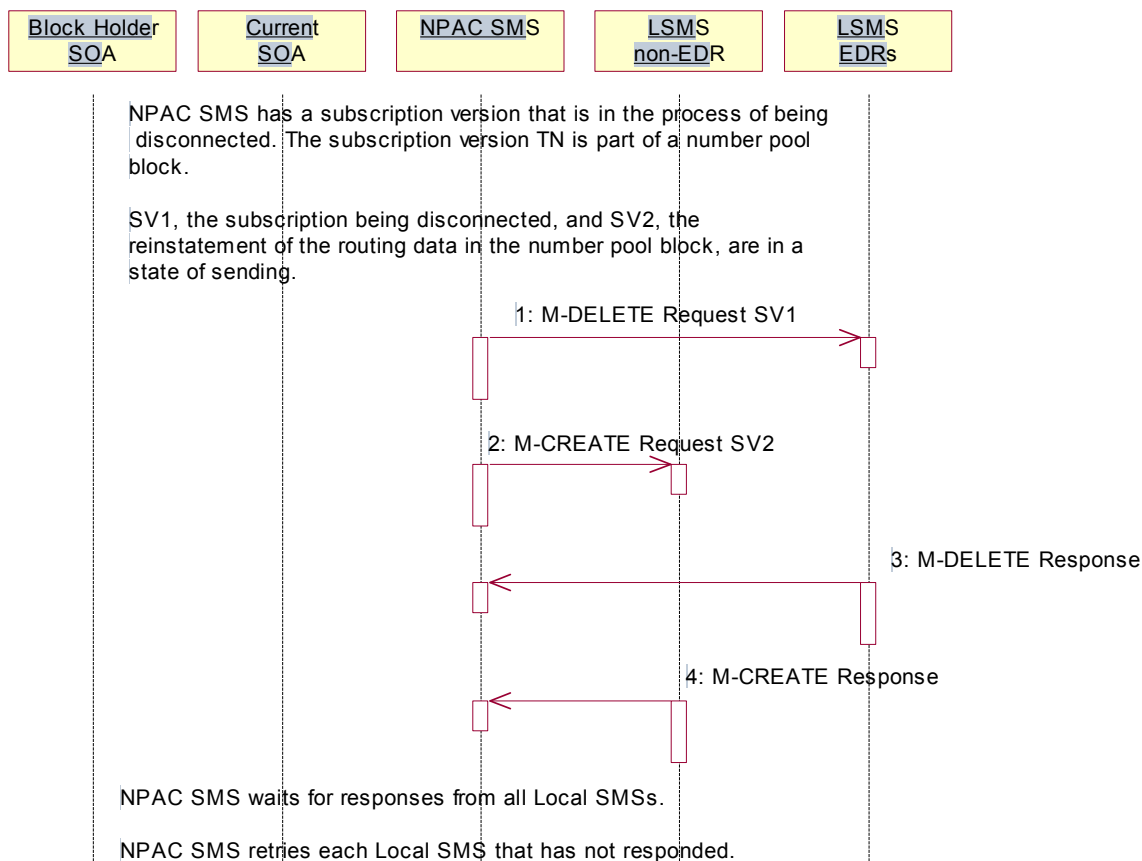 Block Holder
SOA
Current
SOA
NPAC SMS
LSMS
non-EDR
LSMS
EDRs
NPAC SMS has a subscription version that is in the process of being
disconnected. The subscription version TN is part of a number pool
block.
SV1, the subscription being disconnected, and SV2, the
reinstatement of the routing data in the number pool block, are in a
state of sending.
1: M-DELETE Request SV1
2: M-CREATE Request SV2
3: M-DELETE Response
4: M-CREATE Response
NPAC SMS waits for responses from all Local SMSs.
NPAC SMS retries each Local SMS that has not responded.